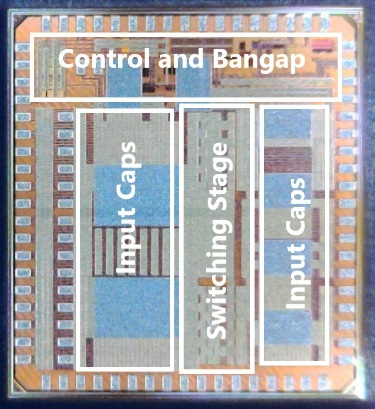 Control and Bangap
Input Caps
Switching Stage
Input Caps